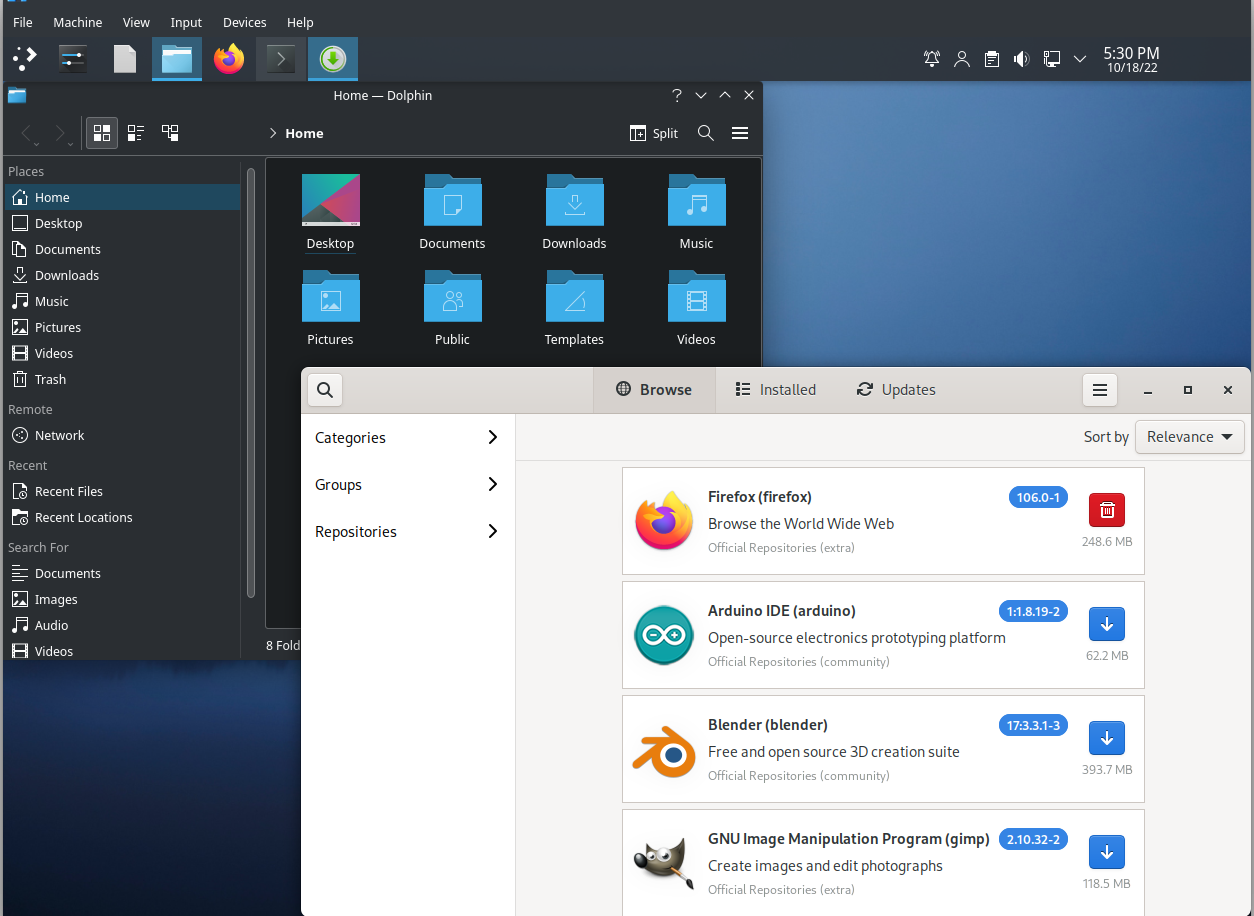 File Machine View Input Devices Help
5:30 PM
10/18/22
Home — Dolphin
Home
Split
Places
Home
Desktop
Documents
Downloads
Music
Pictures
Videos
Trash
Remote
Network
Recent
Recent Files
Recent Locations
Search For
Documents
Images
Audio
Videos
Desktop Documents Downloads Music
Pictures Public Templates Videos
8 Fold
Browse Installed Updates
Categories
Groups
Repositories
Sort by Relevance
Firefox (firefox) 106.0-1
Browse the World Wide Web
Official Repositories (extra)
248.6 MB
Arduino IDE (arduino) 1:1.8.19-2
Open-source electronics prototyping platform
Official Repositories (community)
62.2 MB
Blender (blender) 17:3.3.1-3
Free and open source 3D creation suite
Official Repositories (community)
393.7 MB
GNU Image Manipulation Program (gimp) 2.10.32-2
Create images and edit photographs
Official Repositories (extra)
118.5 MB